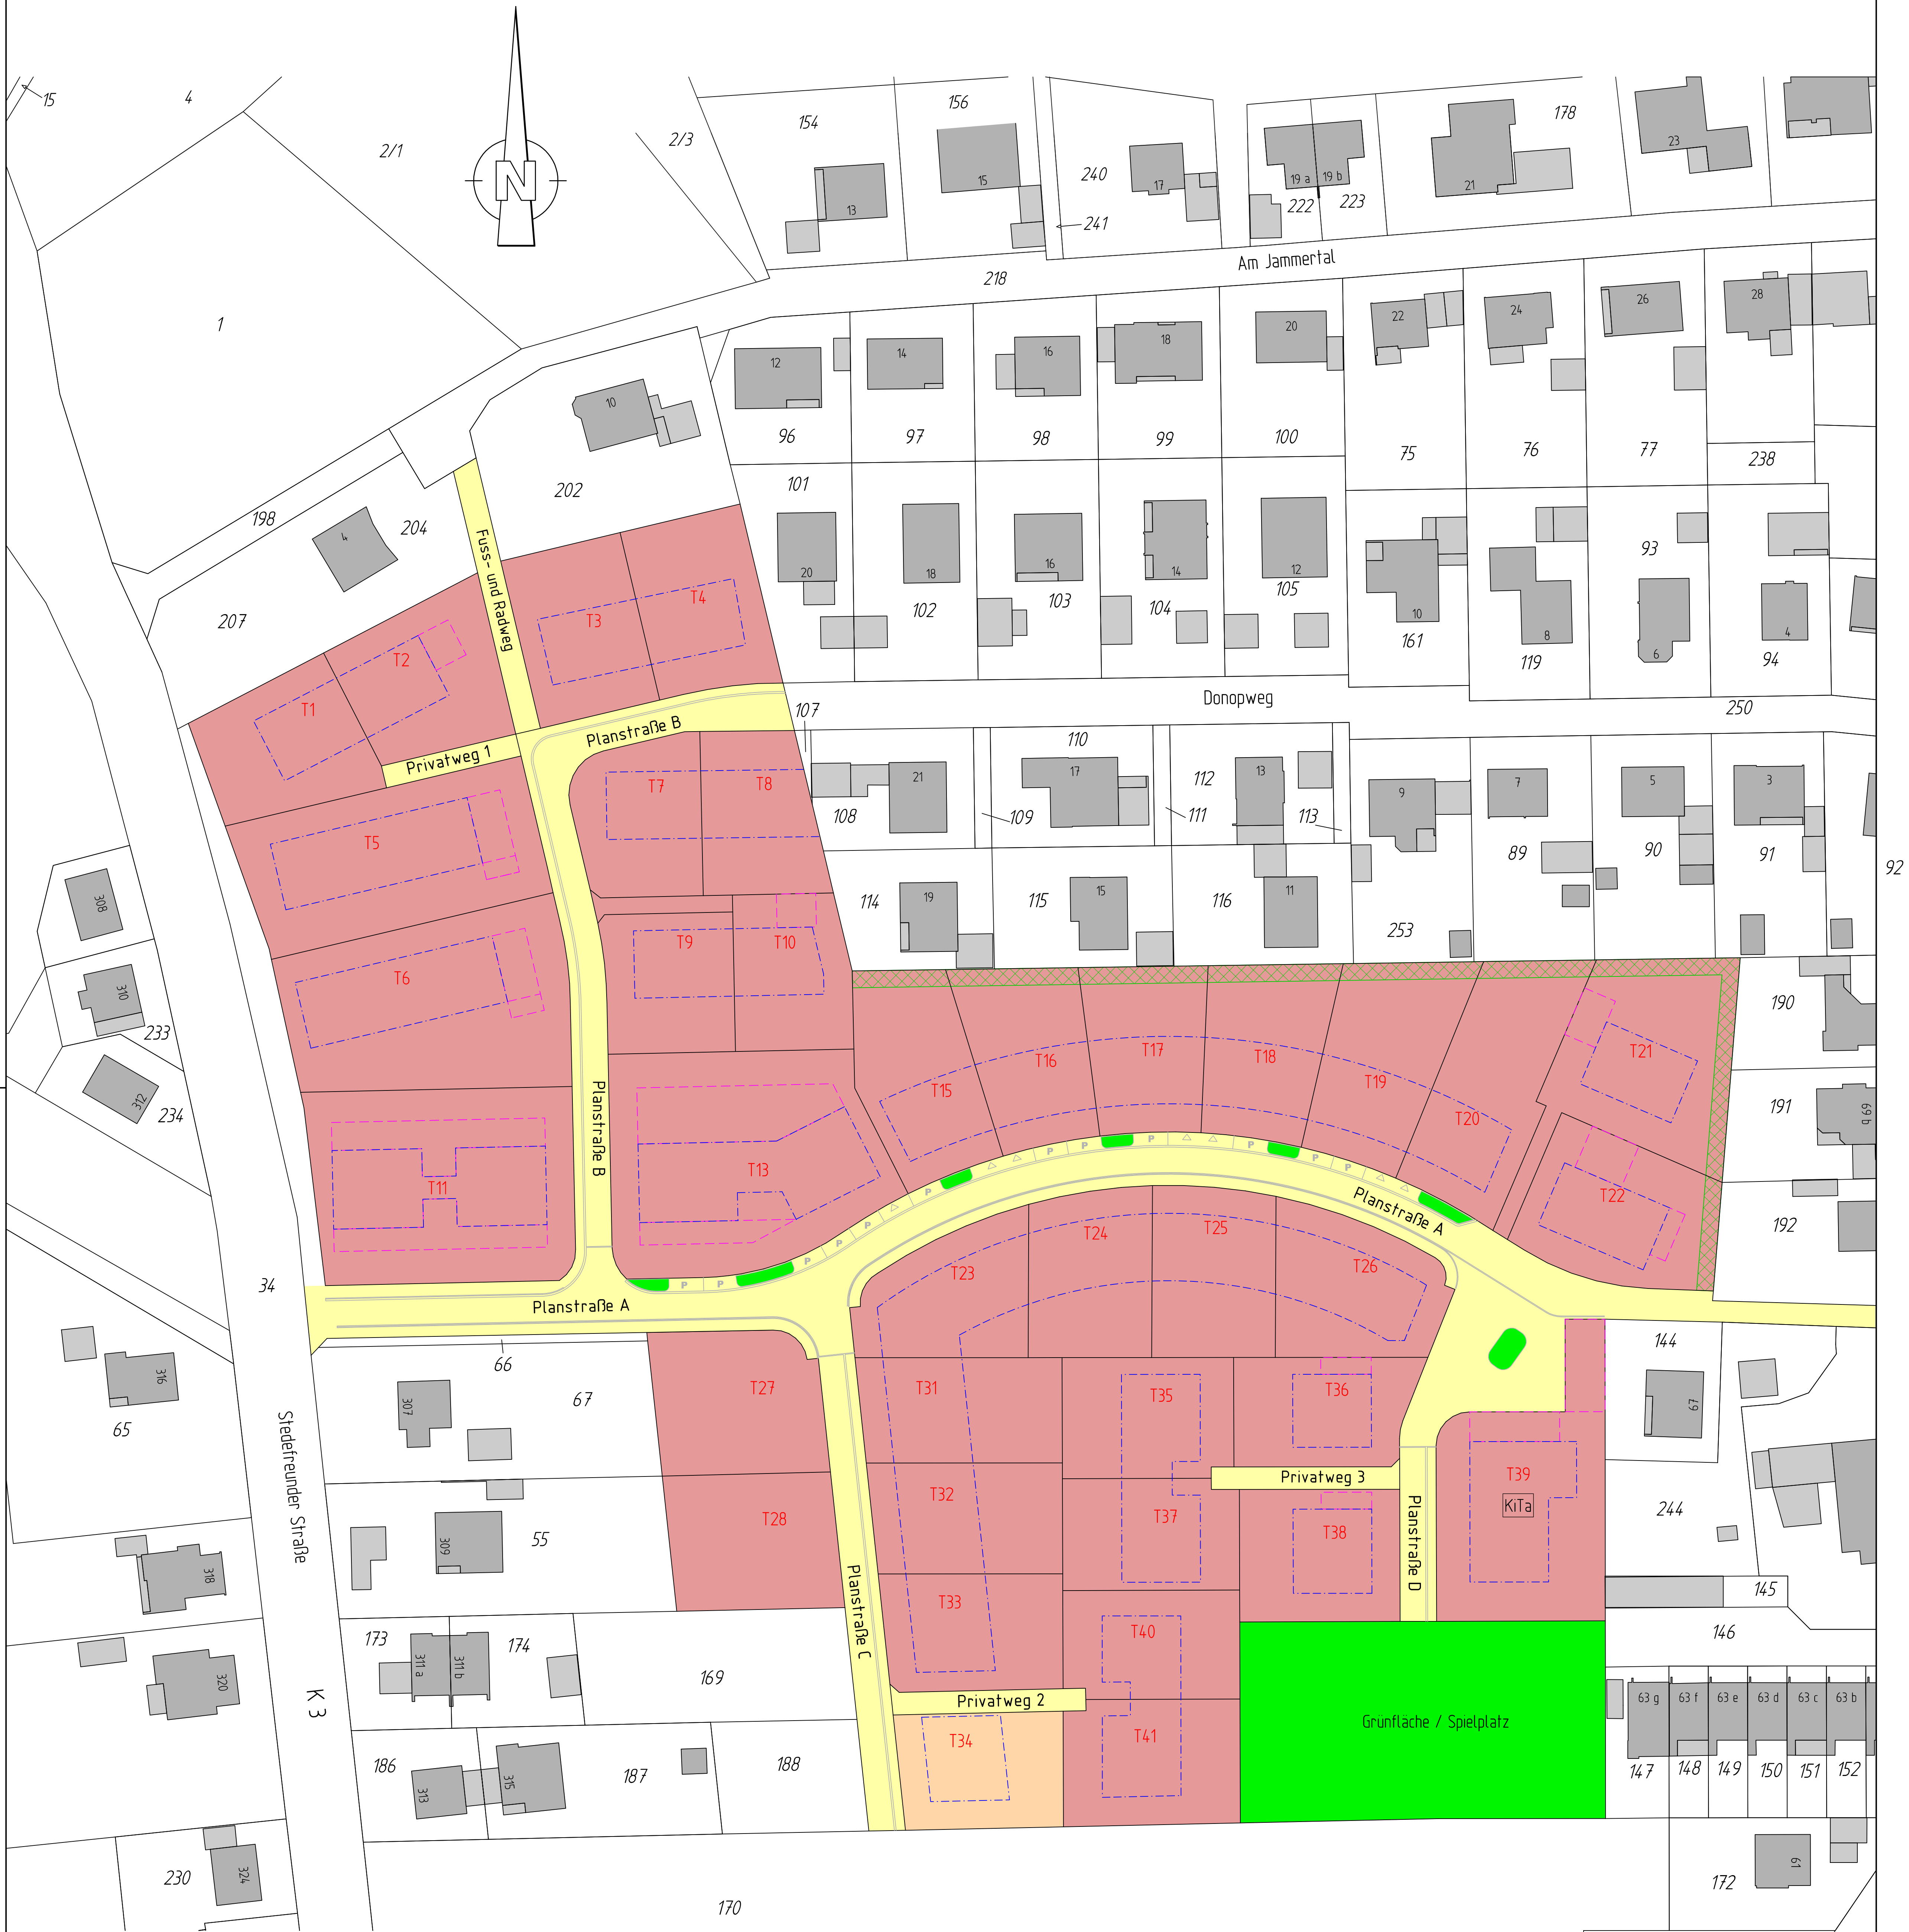 15
4
2/1
2/3
154
156
240
241
178
N
13
15
17
19 a
19 b
21
23
222
223
Am Jammertal
218
1
12
14
16
18
20
22
24
26
28
10
96
97
98
99
100
75
76
77
238
202
198
204
4
207
101
102
103
104
105
161
119
93
94
20
18
16
14
12
10
8
6
4
Fuss- und Radweg
T1
T2
T3
T4
Donopweg
250
107
Planstraße B
Privatweg 1
110
112
21
17
13
9
7
5
3
108
109
111
113
89
90
91
92
T5
T7
T8
114
115
116
253
19
15
11
308
T6
T9
T10
310
233
312
234
190
191
69 b
192
T11
Planstraße B
T13
T15
T16
T17
T18
T19
T20
T21
T22
P
P
P
P
P
P
P
P
P
P
P
P
Planstraße A
Planstraße A
34
T23
T24
T25
T26
66
67
307
316
65
144
67
T27
T31
T35
T36
Stedefreunder Straße
Privatweg 3
T39
KiTa
244
309
55
T28
T32
T37
T38
Planstraße D
318
145
146
173
311 a
311 b
174
169
Planstraße C
T33
T40
320
K 3
Privatweg 2
Grünfläche / Spielplatz
63 g
63 f
63 e
63 d
63 c
63 b
T34
T41
186
313
315
187
188
147
148
149
150
151
152
230
324
170
172
61